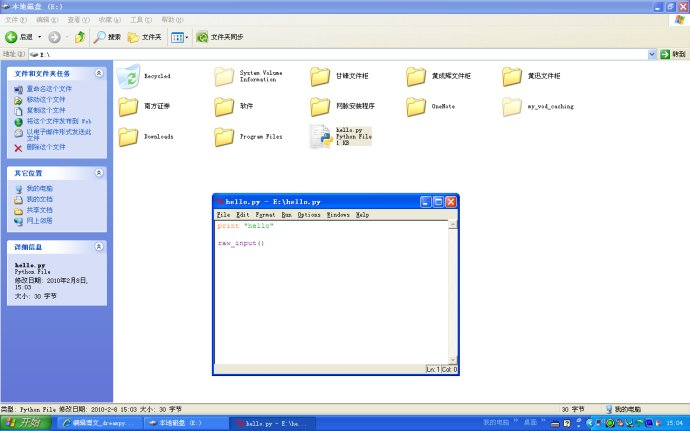 本地磁盘 (E:)
文件(F) 编辑(E) 查看(V) 收藏(A) 工具(T) 帮助(H)
后退 搜索 文件夹 文件夹同步
地址(D) E:\ 转到
文件和文件夹任务
重命名这个文件
移动这个文件
复制这个文件
将这个文件发布到 Web
以电子邮件形式发送此
文件
删除这个文件
其它位置
我的电脑
我的文档
共享文档
网上邻居
详细信息
hello.py
Python File
修改日期: 2010年2月8日,
15:03
大小: 30 字节
Recycled
System Volume
Information
甘峰文件柜
黄成辉文件柜
黄迅文件柜
南方证券
软件
网脉安装程序
OneNote
my_vod_caching
Downloads
Program Files
hello.py
Python File
1 KB
hello.py - E:\hello.py
File Edit Format Run Options Windows Help
print "hello"
raw_input()
Ln: 1 Col: 0
类型: Python File 修改日期: 2010-2-8 15:03 大小: 30 字节
30 字节
我的电脑
开始
编辑博文_dreampy...
本地磁盘 (E:)
hello.py - E:\he...
我的电脑 »
桌面 »
15:04